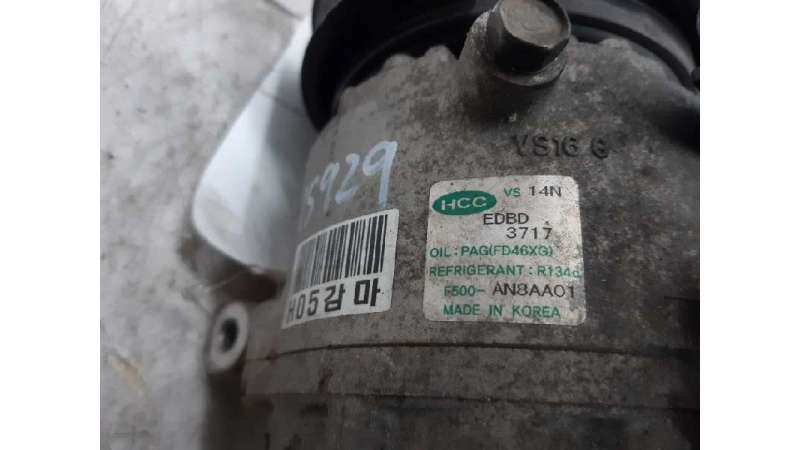 VS16 G
5929
HCC VS 14N
EDBD
3717
OIL : PAG(FD46XG)
REFRIGERANT : R134a
F500- AN8AA01
MADE IN KOREA
H05감마